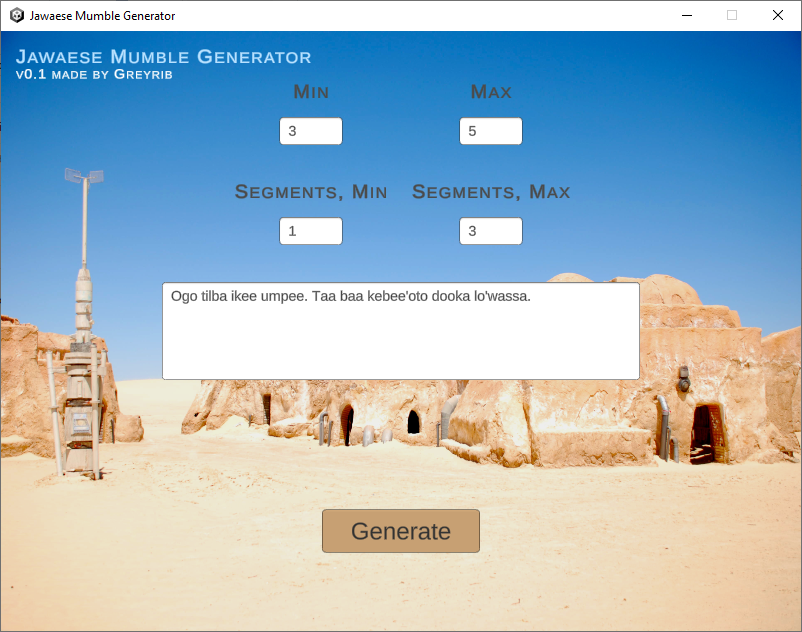 Jawaese Mumble Generator
Jawaese Mumble Generator
v0.1 made by Greyrib
Min Max
3 5
Segments, Min Segments, Max
1 3
Ogo tilba ikee umpee. Taa baa kebee'oto dooka lo'wassa.
Generate